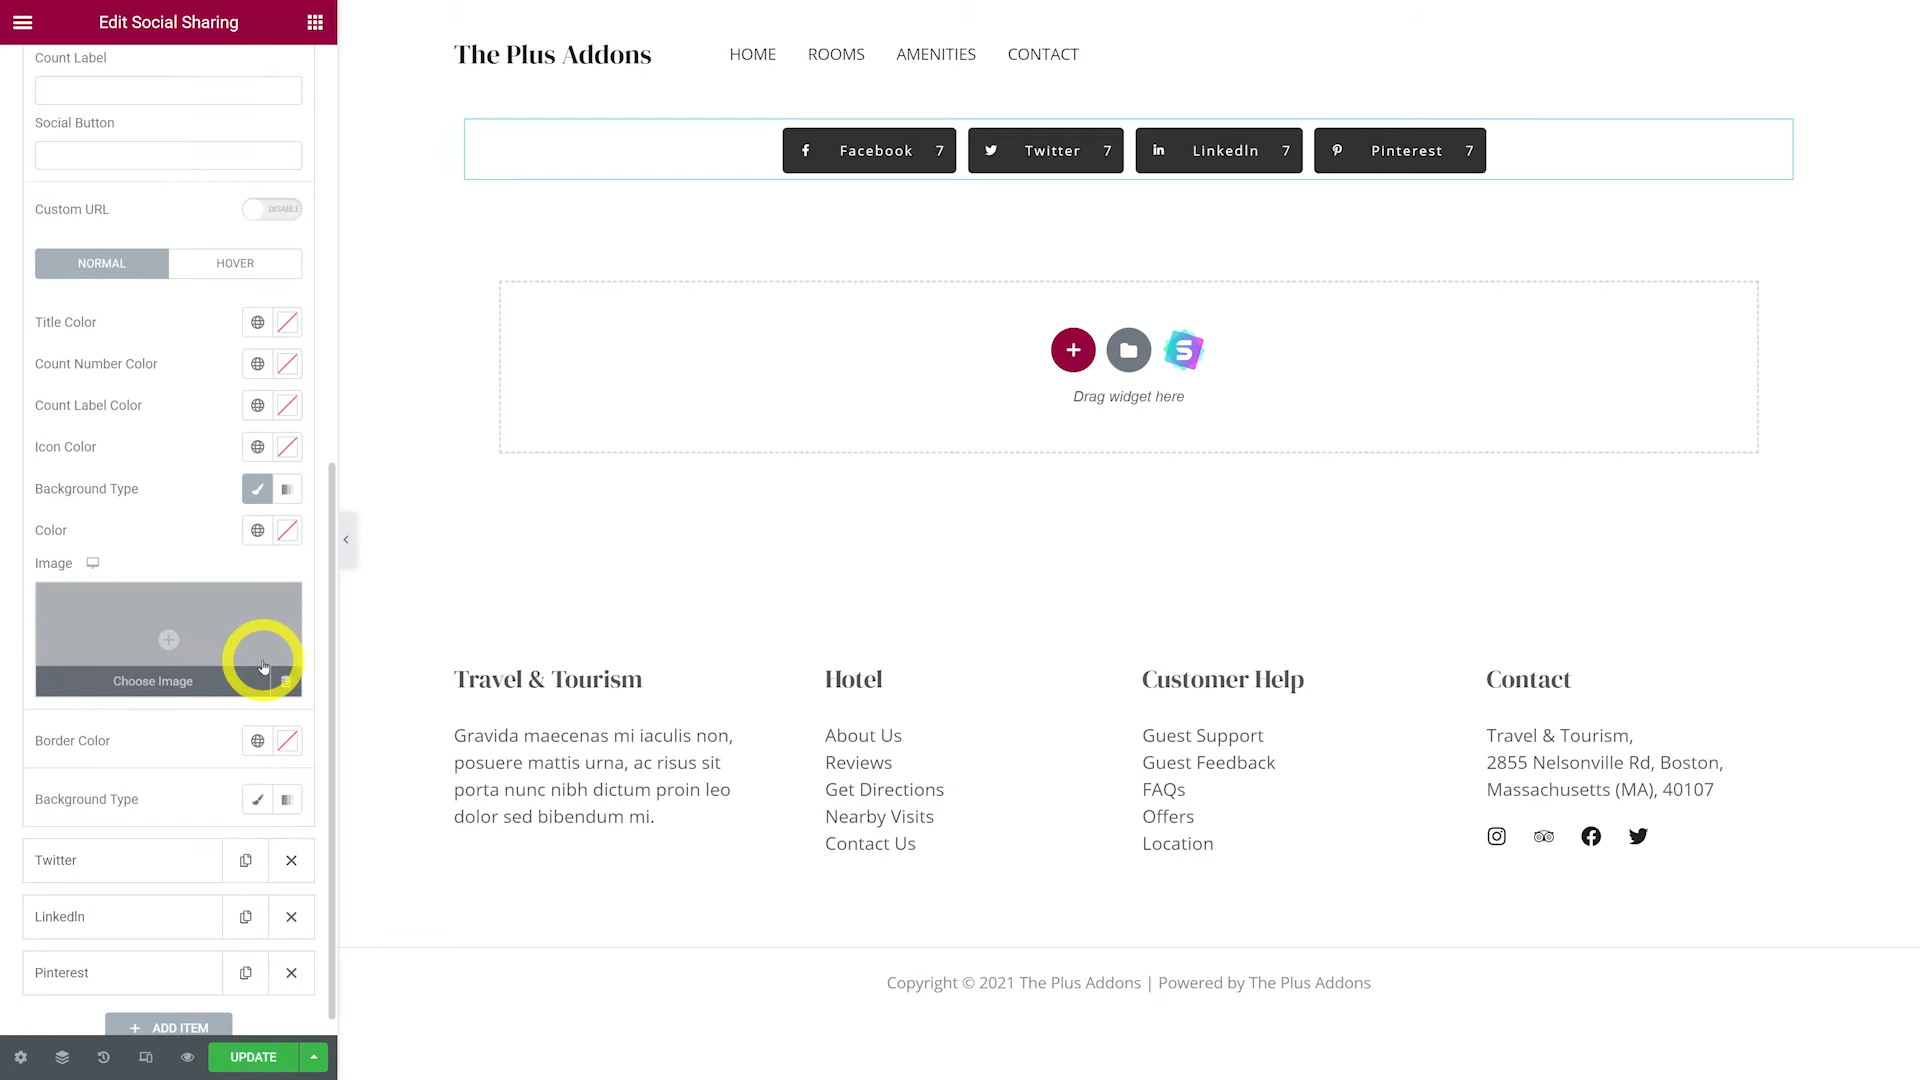 Edit Social Sharing
Count Label
Social Button
Custom URL
DISABLE
NORMAL
HOVER
Title Color
Count Number Color
Count Label Color
Icon Color
Background Type
Color
Image
Choose Image
Border Color
Background Type
Twitter
LinkedIn
Pinterest
+ ADD ITEM
UPDATE
The Plus Addons
HOME ROOMS AMENITIES CONTACT
Facebook 7
Twitter 7
LinkedIn 7
Pinterest 7
Drag widget here
Travel & Tourism
Gravida maecenas mi iaculis non,
posuere mattis urna, ac risus sit
porta nunc nibh dictum proin leo
dolor sed bibendum mi.
Hotel
About Us
Reviews
Get Directions
Nearby Visits
Contact Us
Customer Help
Guest Support
Guest Feedback
FAQs
Offers
Location
Contact
Travel & Tourism,
2855 Nelsonville Rd, Boston,
Massachusetts (MA), 40107
Copyright © 2021 The Plus Addons | Powered by The Plus Addons